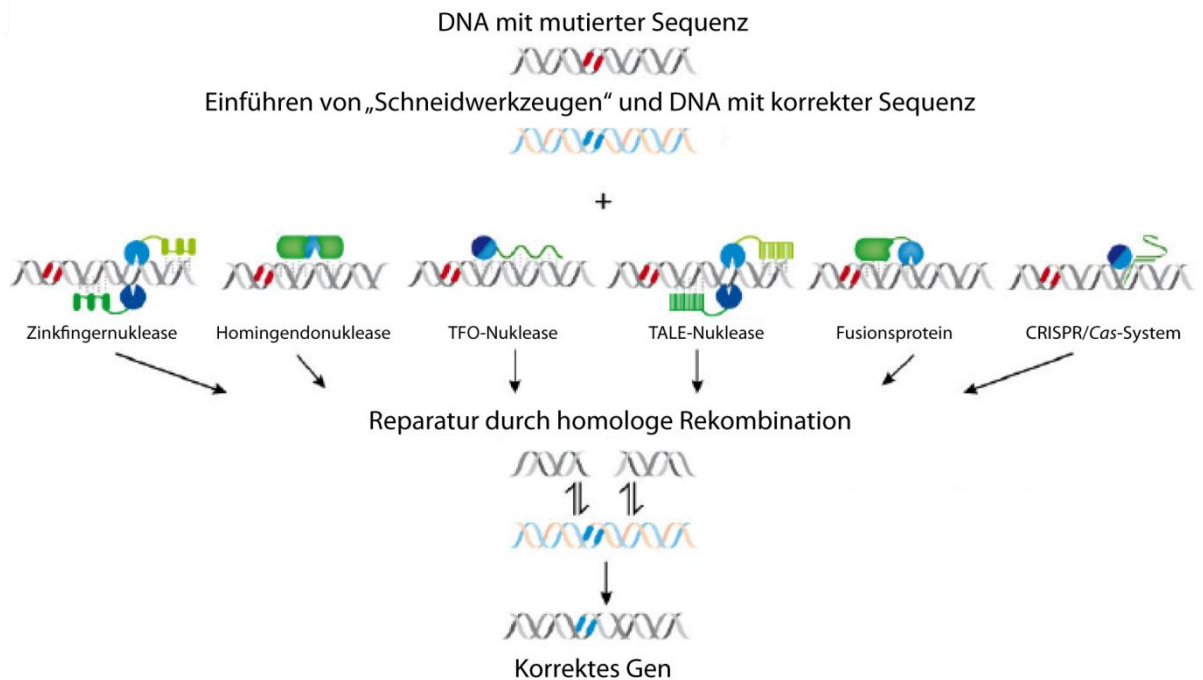 DNA mit mutierter Sequenz
Einführen von „Schneidwerkzeugen“ und DNA mit korrekter Sequenz
+
Zinkfingernuklease
Homingendonuklease
TFO-Nuklease
TALE-Nuklease
Fusionsprotein
CRISPR/Cas-System
Reparatur durch homologe Rekombination
Korrektes Gen